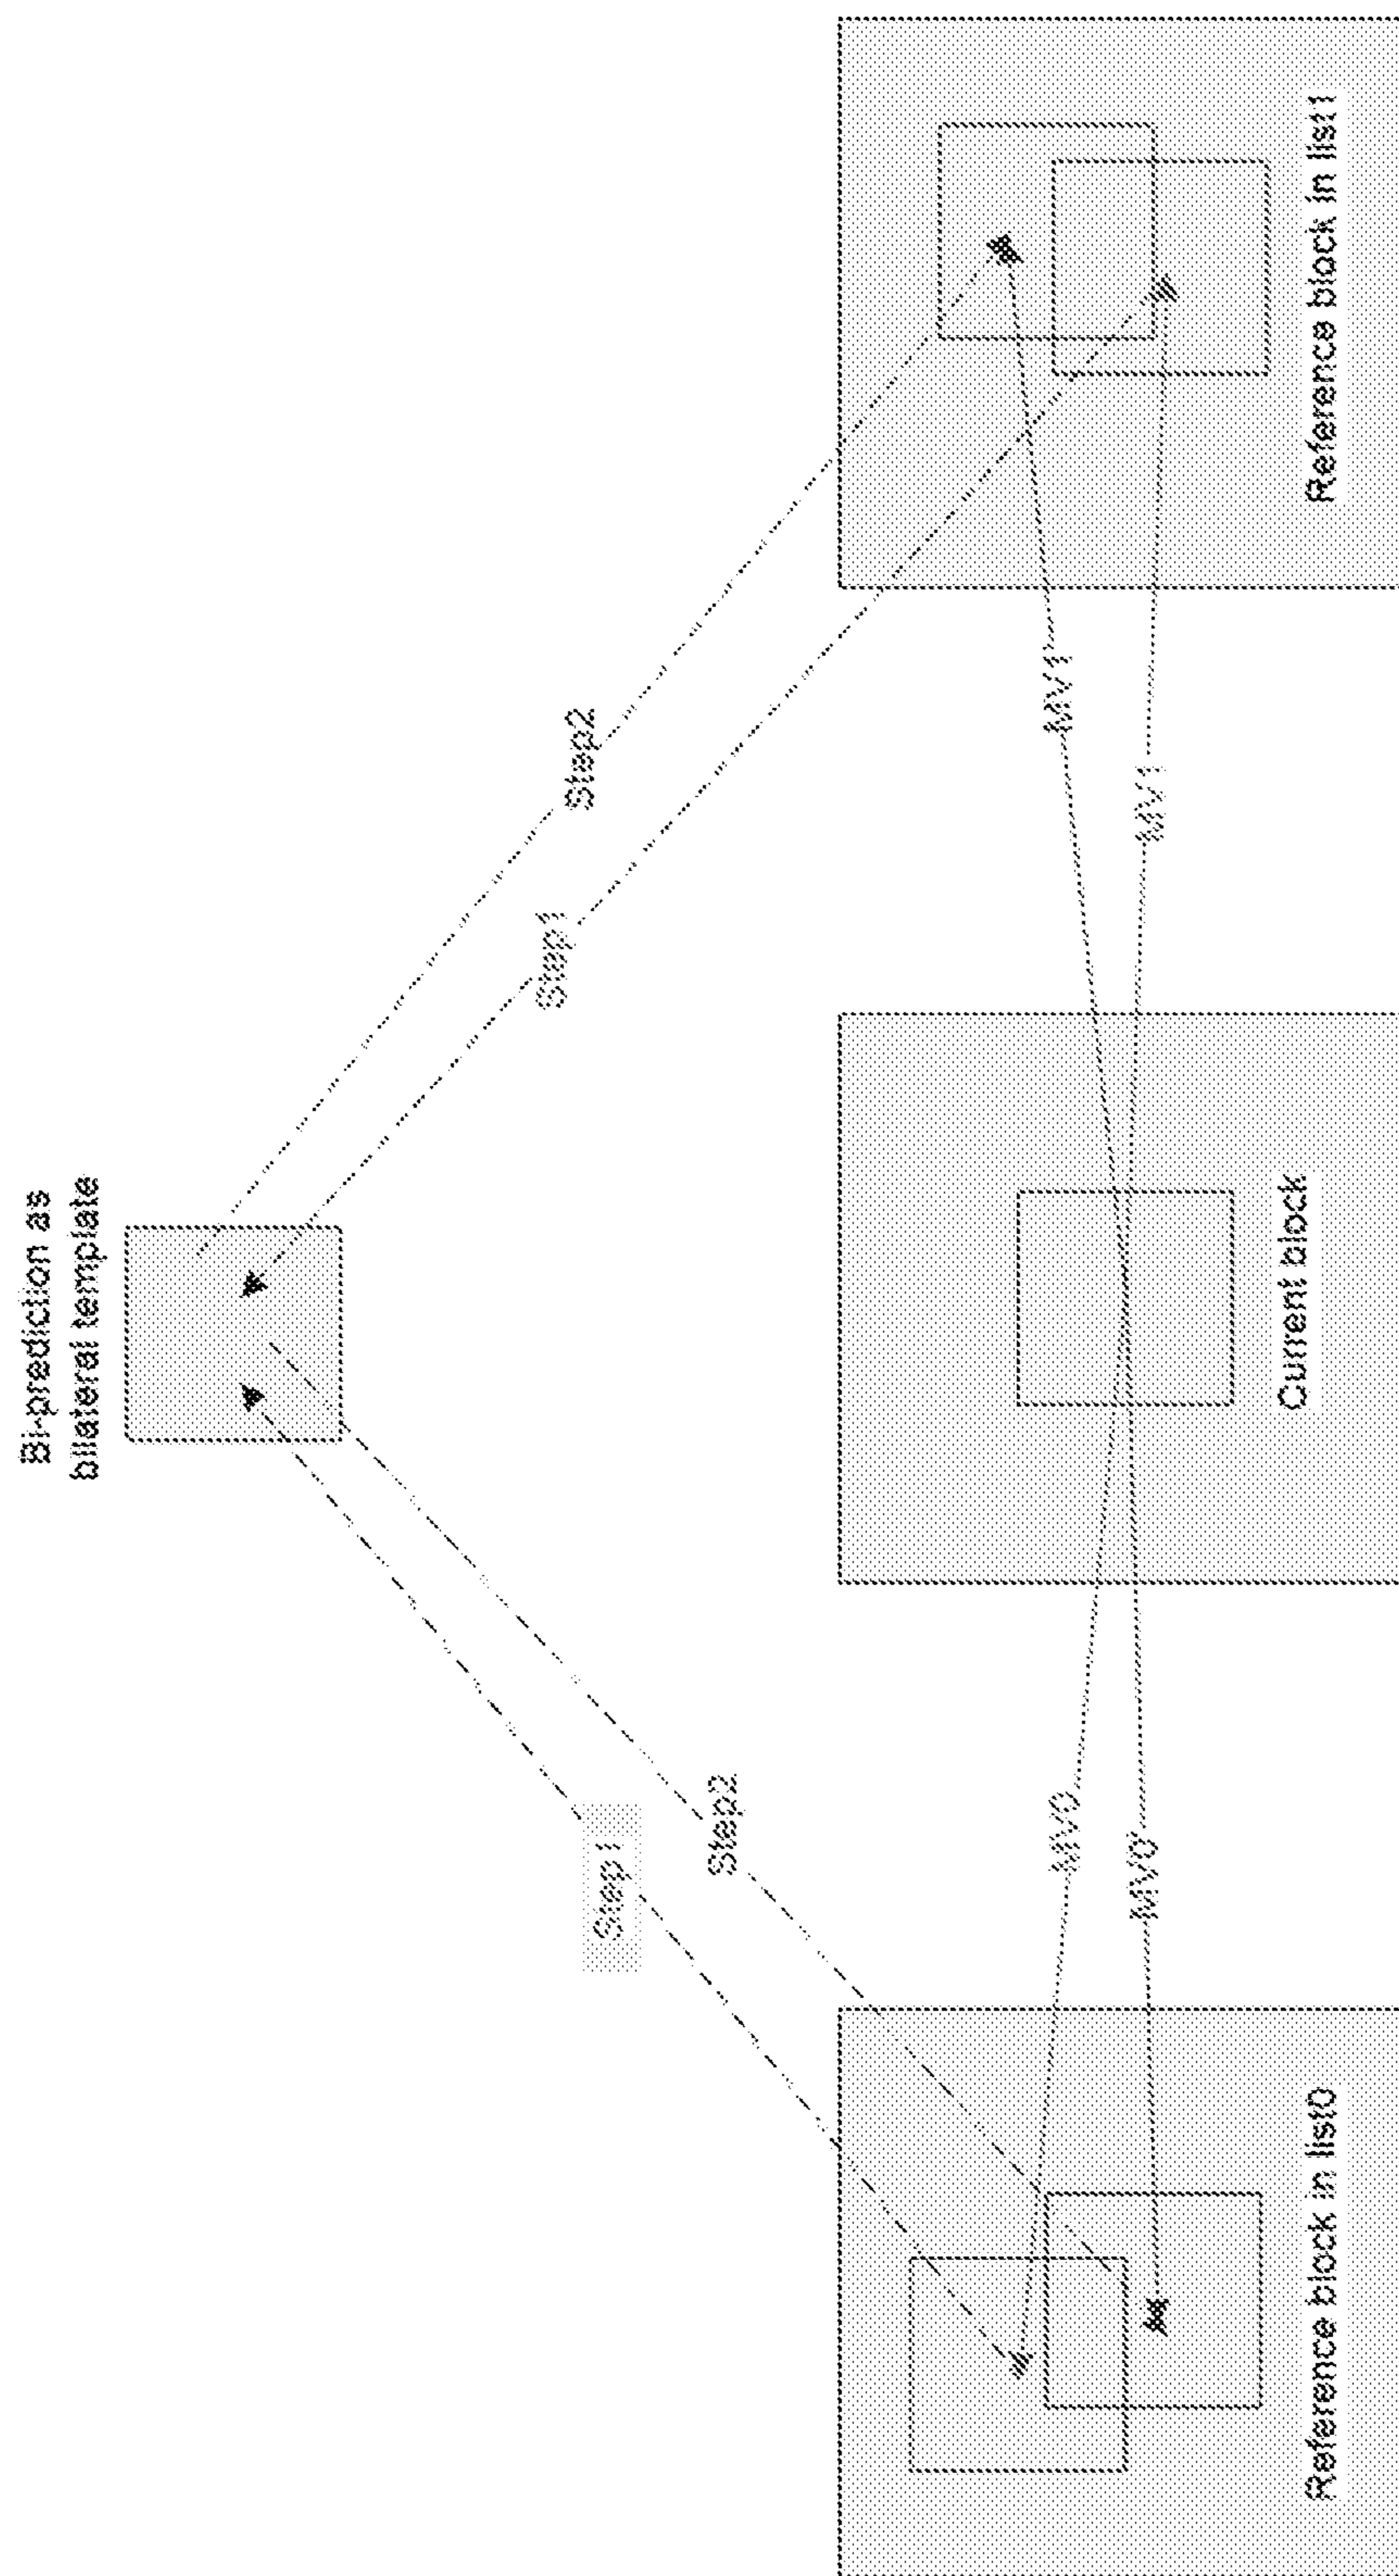 Bi-prediction as
bilateral template
Step1
Step2
Step1
Step2
MV0
MV0'
MV1'
MV1
Reference block in list0
Current block
Reference block in list1